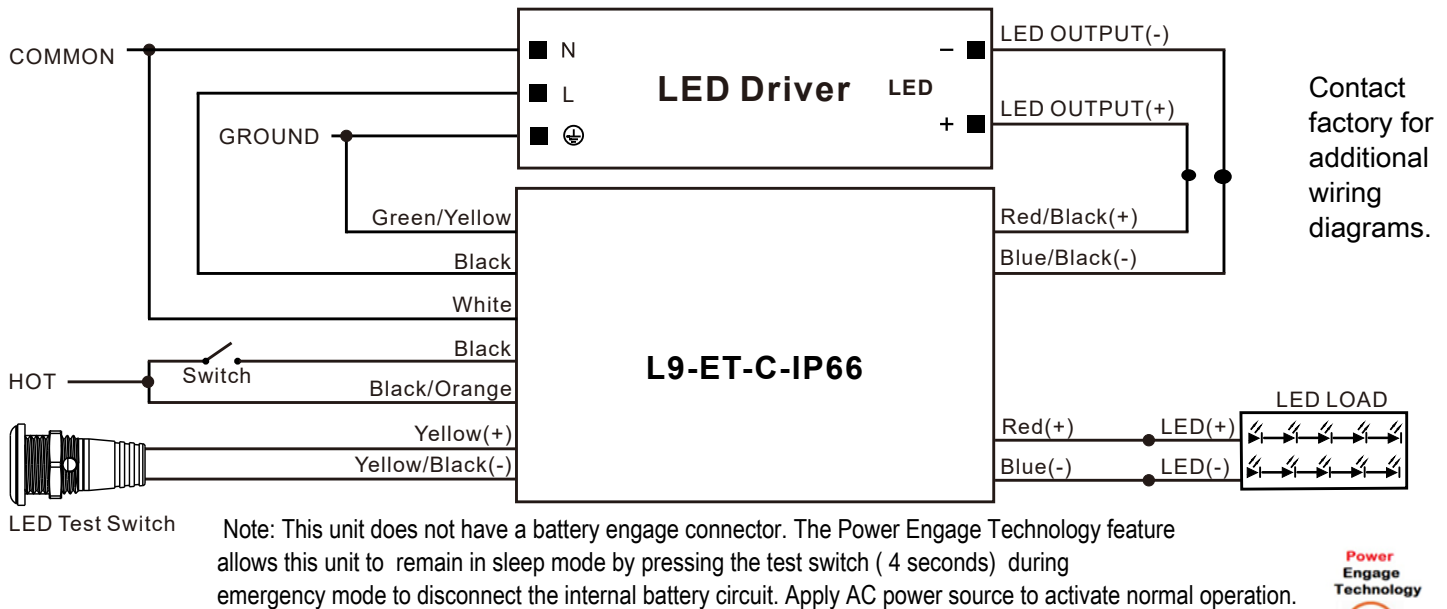 COMMON
N
L
GROUND
LED Driver
LED
−
+
LED OUTPUT(-)
LED OUTPUT(+)
Contact
factory for
additional
wiring
diagrams.
Green/Yellow
Black
White
Black
Black/Orange
Yellow(+)
Yellow/Black(-)
HOT
Switch
LED Test Switch
L9-ET-C-IP66
Red/Black(+)
Blue/Black(-)
Red(+)
Blue(-)
LED(+)
LED(-)
LED LOAD
Note: This unit does not have a battery engage connector. The Power Engage Technology feature
allows this unit to remain in sleep mode by pressing the test switch ( 4 seconds) during
emergency mode to disconnect the internal battery circuit. Apply AC power source to activate normal operation.
Power
Engage
Technology